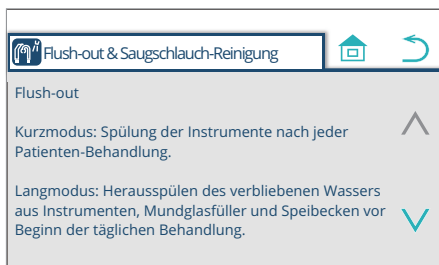 Flush-out & Saugschlauch-Reinigung
Flush-out
Kurzmodus: Spülung der Instrumente nach jeder
Patienten-Behandlung.
Langmodus: Herausspülen des verbliebenen Wassers
aus Instrumenten, Mundglasfüller und Speibecken vor
Beginn der täglichen Behandlung.